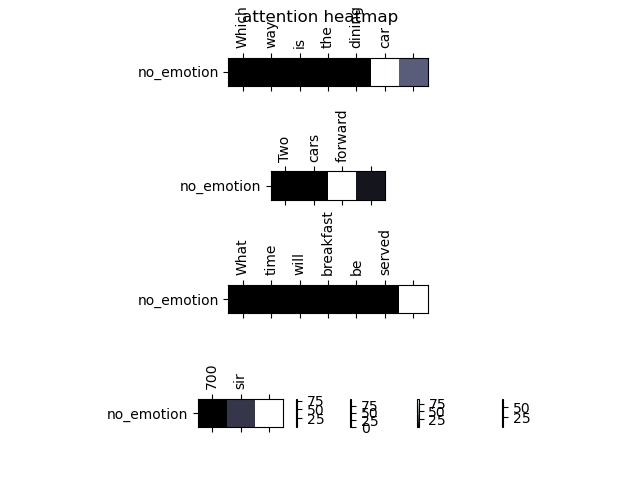 attention heatmap
Which way is the dining car
no_emotion
Two cars forward
no_emotion
What time will breakfast be served
no_emotion
700 sir
no_emotion
75 50 25
75 50 25 0
75 50 25
50 25